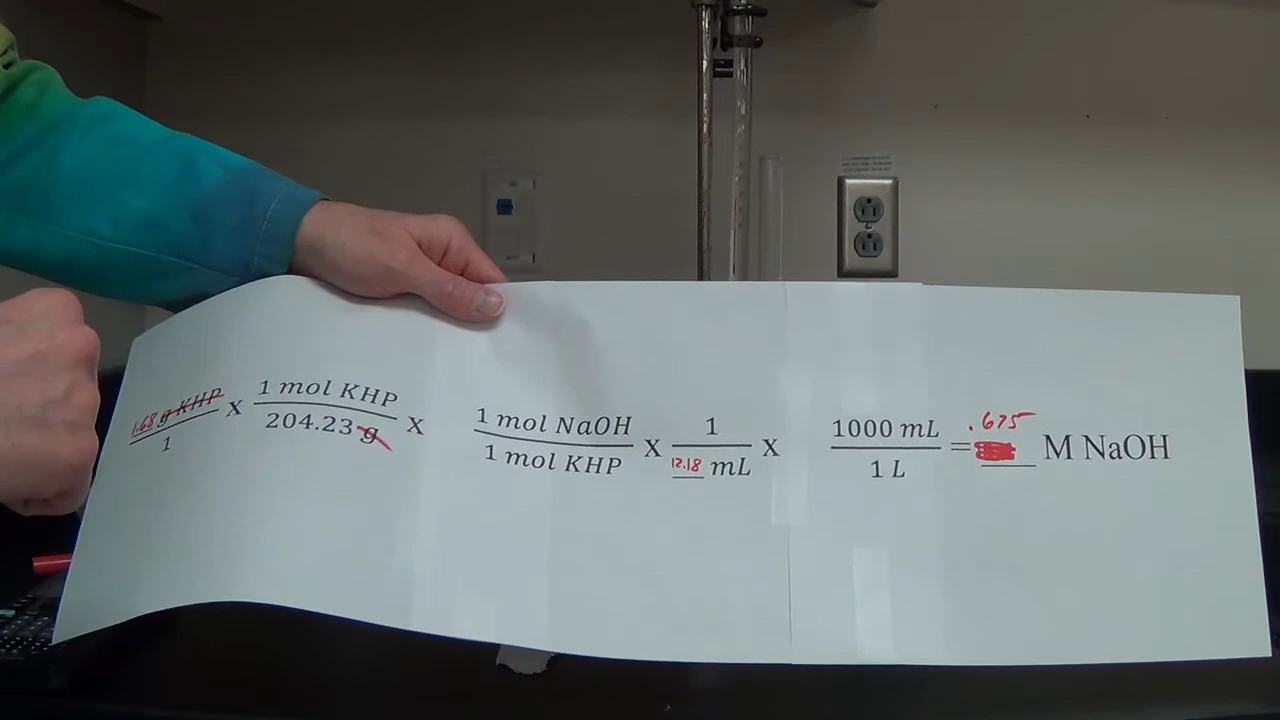 1.68 g KHP / 1 X 1 mol KHP / 204.23 g X 1 mol NaOH / 1 mol KHP X 1 / 12.18 mL X 1000 mL / 1 L = .675 M NaOH